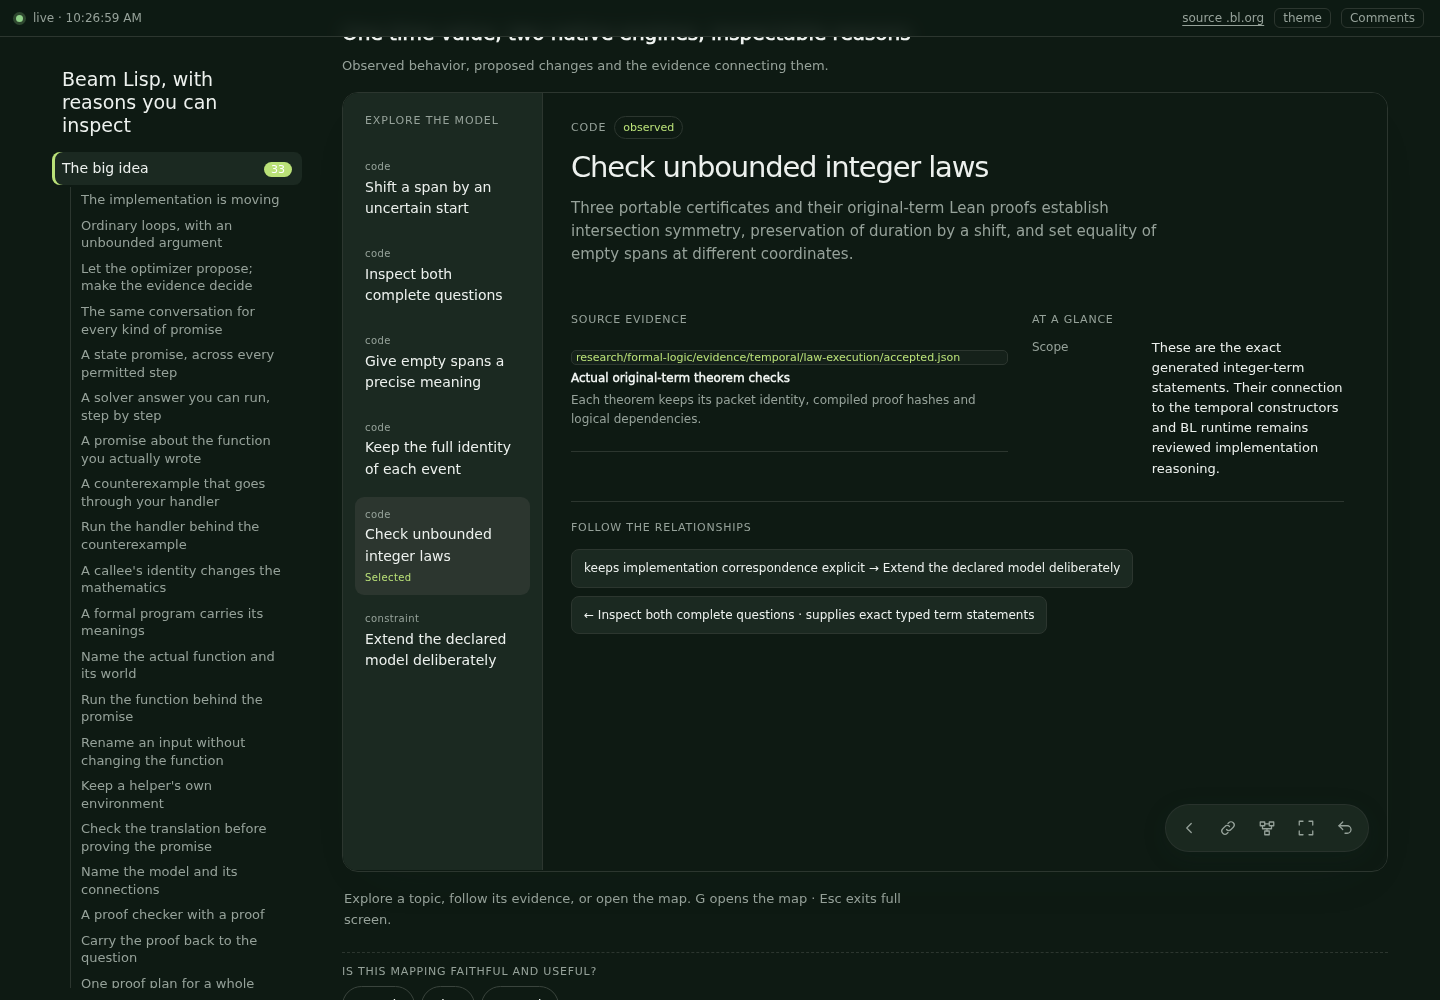 live · 10:26:59 AM
source .bl.org
theme
Comments
Beam Lisp, with
reasons you can
inspect
The big idea
33
The implementation is moving
Ordinary loops, with an
unbounded argument
Let the optimizer propose;
make the evidence decide
The same conversation for
every kind of promise
A state promise, across every
permitted step
A solver answer you can run,
step by step
A promise about the function
you actually wrote
A counterexample that goes
through your handler
Run the handler behind the
counterexample
A callee's identity changes the
mathematics
A formal program carries its
meanings
Name the actual function and
its world
Run the function behind the
promise
Rename an input without
changing the function
Keep a helper's own
environment
Check the translation before
proving the promise
Name the model and its
connections
A proof checker with a proof
Carry the proof back to the
question
One proof plan for a whole
One time value, two native engines, inspectable reasons
Observed behavior, proposed changes and the evidence connecting them.
EXPLORE THE MODEL
code
Shift a span by an
uncertain start
code
Inspect both
complete questions
code
Give empty spans a
precise meaning
code
Keep the full identity
of each event
code
Check unbounded
integer laws
Selected
constraint
Extend the declared
model deliberately
CODE
observed
Check unbounded integer laws
Three portable certificates and their original-term Lean proofs establish
intersection symmetry, preservation of duration by a shift, and set equality of
empty spans at different coordinates.
SOURCE EVIDENCE
research/formal-logic/evidence/temporal/law-execution/accepted.json
Actual original-term theorem checks
Each theorem keeps its packet identity, compiled proof hashes and
logical dependencies.
AT A GLANCE
Scope
These are the exact
generated integer-term
statements. Their connection
to the temporal constructors
and BL runtime remains
reviewed implementation
reasoning.
FOLLOW THE RELATIONSHIPS
keeps implementation correspondence explicit → Extend the declared model deliberately
← Inspect both complete questions · supplies exact typed term statements
Explore a topic, follow its evidence, or open the map. G opens the map · Esc exits full
screen.
IS THIS MAPPING FAITHFUL AND USEFUL?